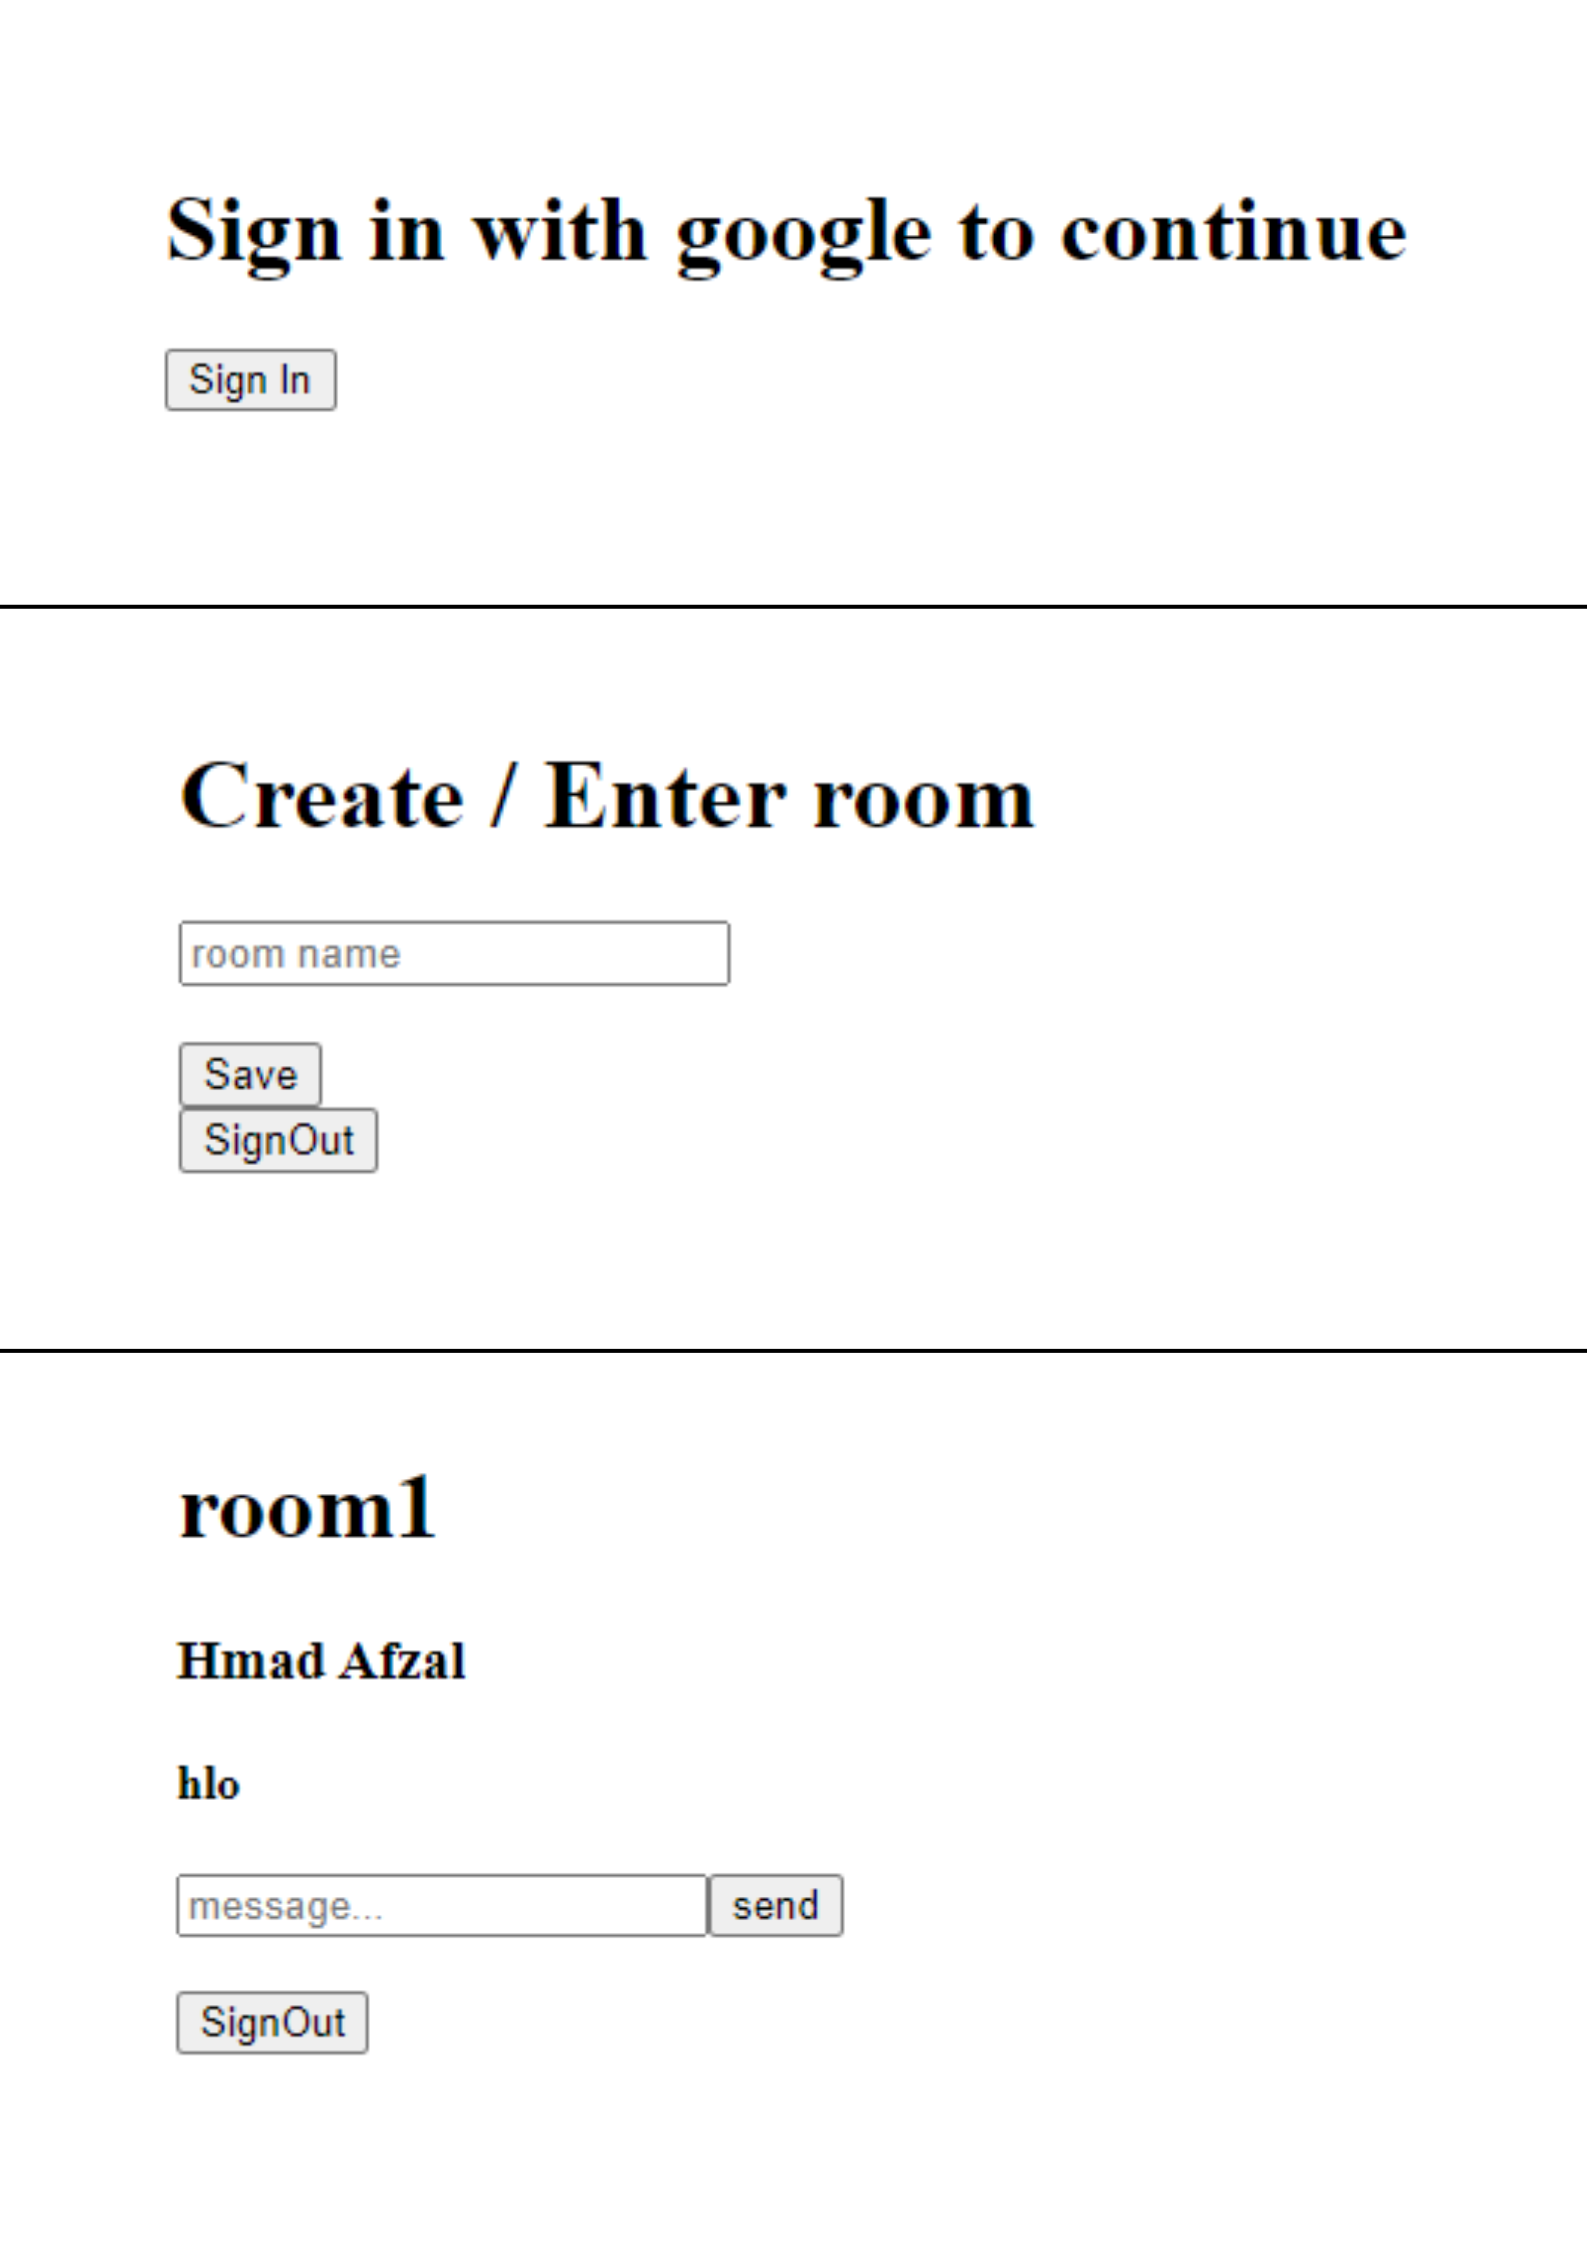 Sign in with google to continue
Sign In
Create / Enter room
room name
Save
SignOut
room1
Hmad Afzal
hlo
message... send
SignOut